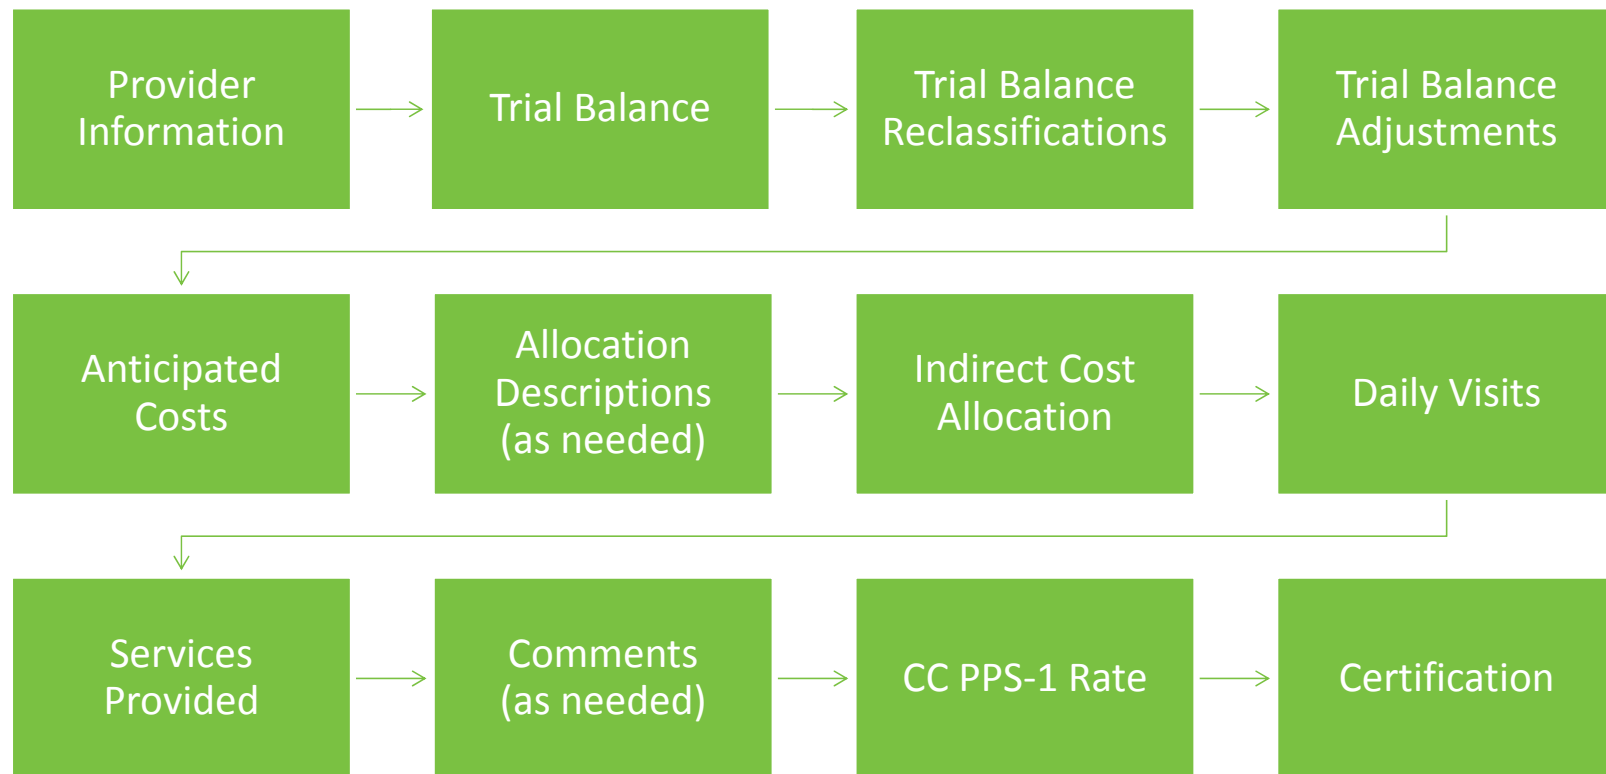 Provider
Information
Trial Balance
Trial Balance
Reclassifications
Trial Balance
Adjustments
Anticipated
Costs
Allocation
Descriptions
(as needed)
Indirect Cost
Allocation
Daily Visits
Services
Provided
Comments
(as needed)
CC PPS-1 Rate
Certification